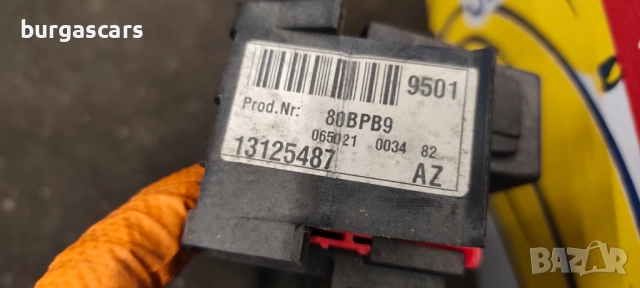 burgascars
9501
Prod.Nr: 80BPB9
065021 0034 82
13125487 AZ
BAZAR